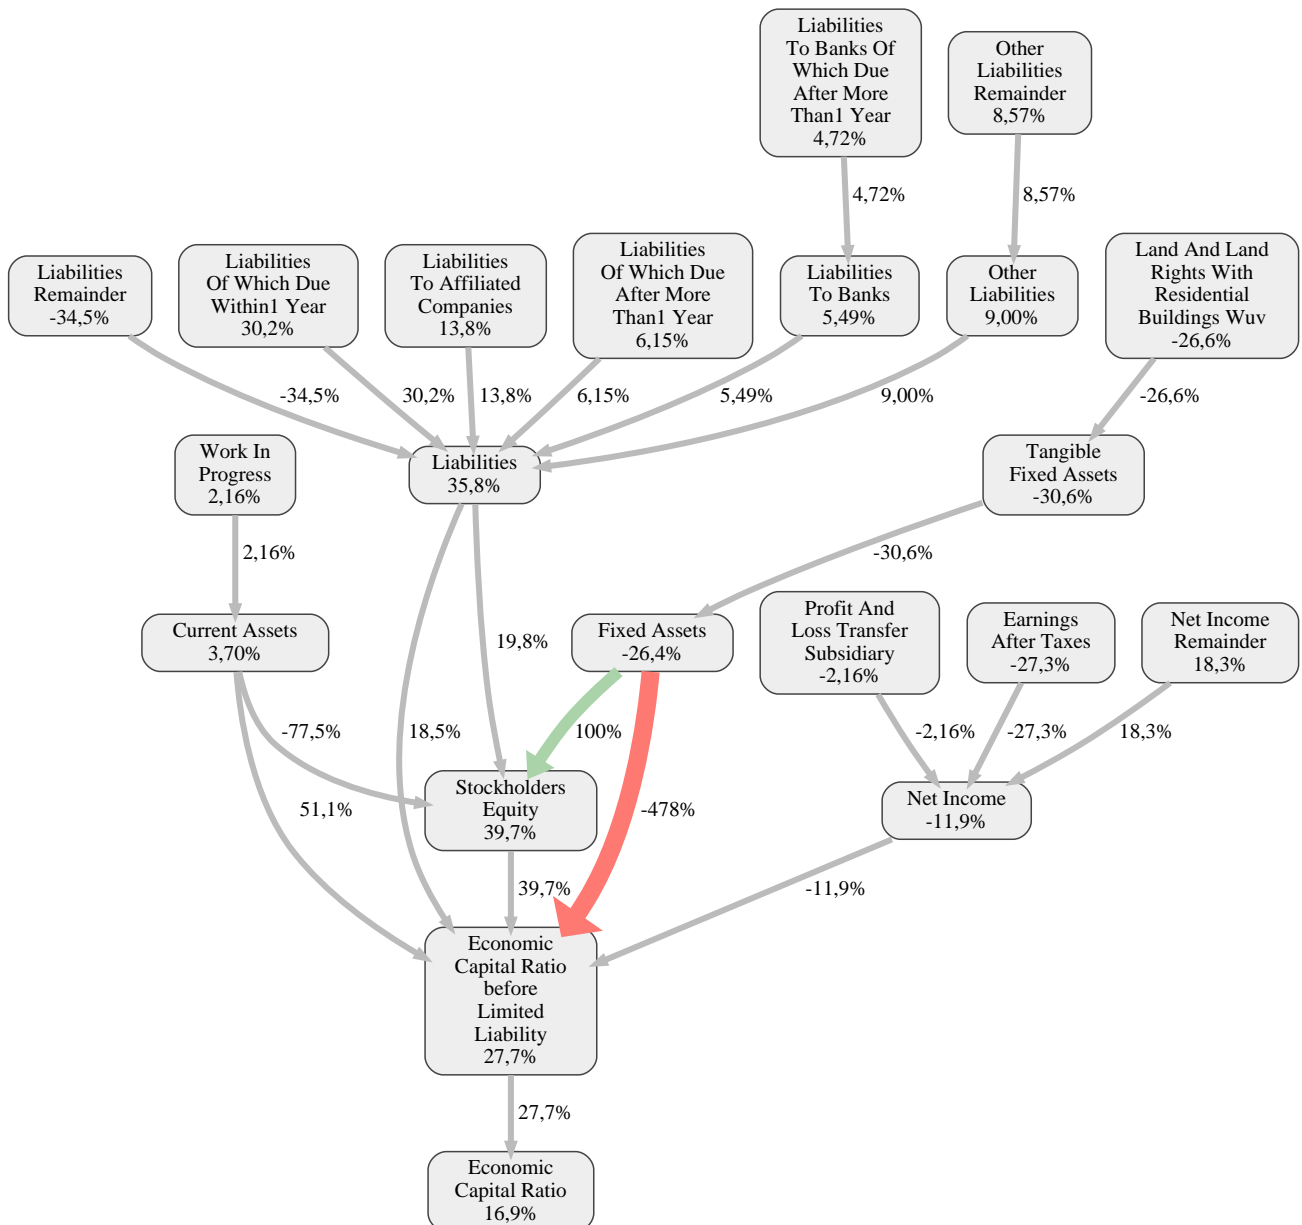 Liabilities
To Banks Of
Which Due
After More
Than1 Year
4,72%
Other
Liabilities
Remainder
8,57%
4,72%
8,57%
Liabilities
Remainder
-34,5%
Liabilities
Of Which Due
Within1 Year
30,2%
Liabilities
To Affiliated
Companies
13,8%
Liabilities
Of Which Due
After More
Than1 Year
6,15%
Liabilities
To Banks
5,49%
Other
Liabilities
9,00%
Land And Land
Rights With
Residential
Buildings Wuv
-26,6%
-34,5%
30,2%
13,8%
6,15%
5,49%
9,00%
-26,6%
Work In
Progress
2,16%
Liabilities
35,8%
Tangible
Fixed Assets
-30,6%
2,16%
-30,6%
Current Assets
3,70%
19,8%
Fixed Assets
-26,4%
Profit And
Loss Transfer
Subsidiary
-2,16%
Earnings
After Taxes
-27,3%
Net Income
Remainder
18,3%
-77,5%
18,5%
100%
-2,16%
-27,3%
18,3%
51,1%
Stockholders
Equity
39,7%
-478%
Net Income
-11,9%
39,7%
-11,9%
Economic
Capital Ratio
before
Limited
Liability
27,7%
27,7%
Economic
Capital Ratio
16,9%